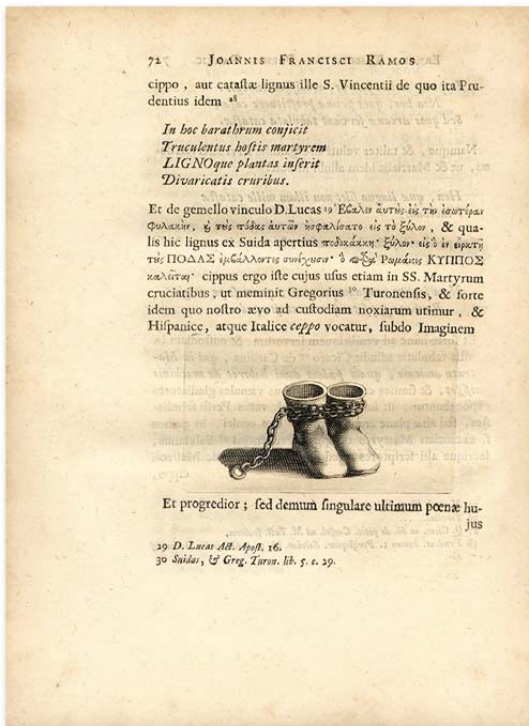 72 JOANNIS FRANCISCI RAMOS
cippo, aut catastæ lignus ille S. Vincentii de quo ita Pru-
dentius idem 28
In hoc barathrum conjicit
Truculentus hostis martyrem
LIGNOque plantas inserit
Divaricatis cruribus.
Et de gemello vinculo D. Lucas 29 Ἔβαλεν αὐτὺς εἰς τὴν ἐσωτέραν
φυλακὴν, ϗ τὺς πόδας αὐτῶν ἠσφαλίσατο εἰς τὸ ξύλον, & qua-
lis hic lignus ex Suida apertius ποδοκάκκη· ξύλον· εἰς ὃ ἐν εἱρκτῇ
τὺς ΠΟΔΑΣ ἐμβάλλοντες συνέχυσιν· ὃ Ῥωμαίοις ΚΥΠΠΟΣ
καλεῖται· cippus ergo iste cujus usus etiam in SS. Martyrum
cruciatibus, ut meminit Gregorius 30 Turonensis, & forte
idem quo nostro ævo ad custodiam noxiarum utimur, &
Hispanice, atque Italice ceppo vocatur, subdo Imaginem
Et progredior; sed demum singulare ultimum pœnæ hu-
jus
29 D. Lucas Act. Apost. 16.
30 Suidas, & Greg. Turon. lib. 5. c. 29.